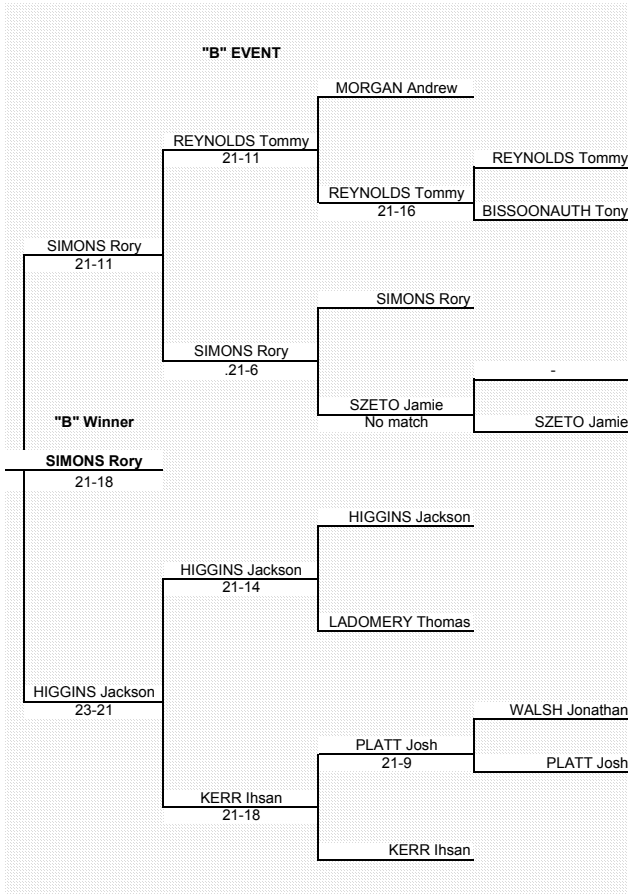 "B" EVENT
MORGAN Andrew
REYNOLDS Tommy
21-11
REYNOLDS Tommy
REYNOLDS Tommy
21-16
BISSOONAUTH Tony
SIMONS Rory
21-11
SIMONS Rory
SIMONS Rory
.21-6
-
SZETO Jamie
No match
SZETO Jamie
"B" Winner
SIMONS Rory
21-18
HIGGINS Jackson
HIGGINS Jackson
21-14
LADOMERY Thomas
HIGGINS Jackson
23-21
WALSH Jonathan
PLATT Josh
21-9
PLATT Josh
KERR Ihsan
21-18
KERR Ihsan